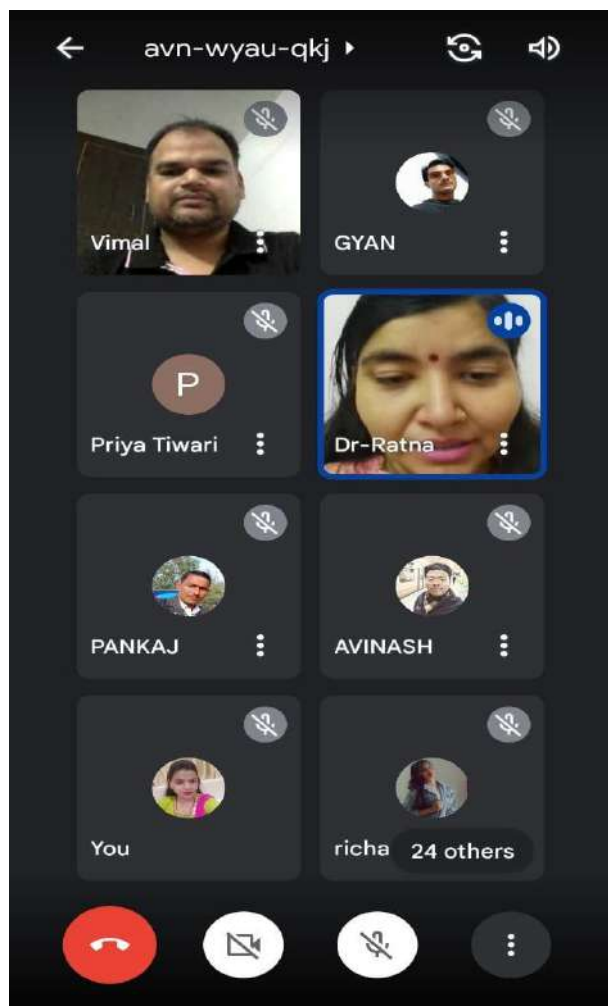 avn-wyau-qkj
Vimal
GYAN
P
Priya Tiwari
Dr-Ratna
PANKAJ
AVINASH
You
richa
24 others